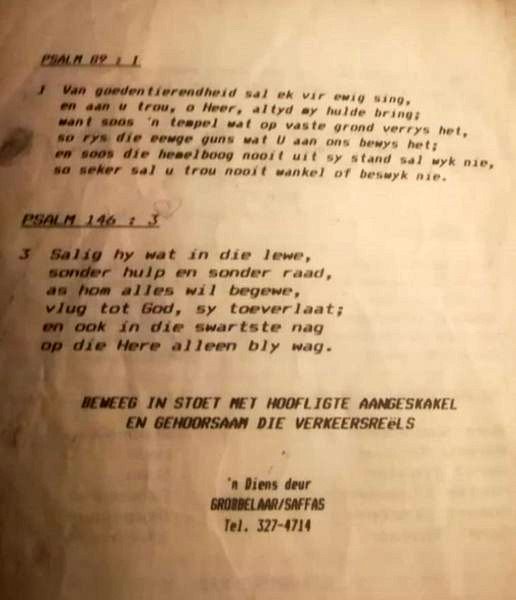 PSALM 89 : 1
1 Van goedentierendheid sal ek vir ewig sing,
en aan u trou, o Heer, altyd my hulde bring;
want soos 'n tempel wat op vaste grond verrys het,
so rys die eewge guns wat U aan ons bewys het;
en soos die hemelboog nooit uit sy stand sal wyk nie,
so seker sal u trou nooit wankel of beswyk nie.
PSALM 146 : 3
3 Salig hy wat in die lewe,
sonder hulp en sonder raad,
as hom alles wil begewe,
vlug tot God, sy toeverlaat;
en ook in die swartste nag
op die Here alleen bly wag.
BEWEEG IN STOET MET HOOFLIGTE AANGESKAKEL
EN GEHOORSAAM DIE VERKEERSREëLS
'n Diens deur
GROBBELAAR/SAFFAS
Tel. 327-4714